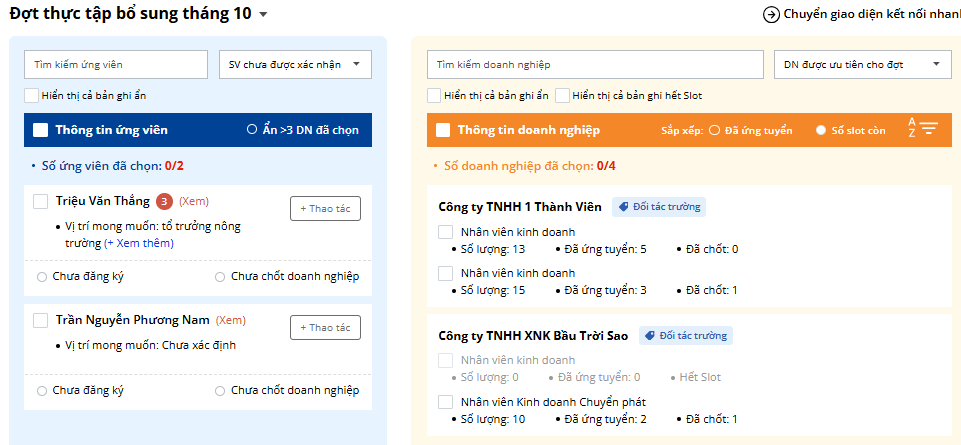 Đợt thực tập bổ sung tháng 10
Chuyển giao diện kết nối nhanh
Tìm kiếm ứng viên
SV chưa được xác nhận
Hiển thị cả bản ghi ẩn
Thông tin ứng viên
Ẩn >3 DN đã chọn
Số ứng viên đã chọn: 0/2
Triệu Văn Thắng 3 (Xem)
+ Thao tác
Vị trí mong muốn: tổ trưởng nông
trường (+ Xem thêm)
Chưa đăng ký
Chưa chốt doanh nghiệp
Trần Nguyễn Phương Nam (Xem)
+ Thao tác
Vị trí mong muốn: Chưa xác định
Chưa đăng ký
Chưa chốt doanh nghiệp
Tìm kiếm doanh nghiệp
DN được ưu tiên cho đợt
Hiển thị cả bản ghi ẩn
Hiển thị cả bản ghi hết Slot
Thông tin doanh nghiệp
Sắp xếp:
Đã ứng tuyển
Số slot còn
A
Z
Số doanh nghiệp đã chọn: 0/4
Công ty TNHH 1 Thành Viên
Đối tác trường
Nhân viên kinh doanh
Số lượng: 13
Đã ứng tuyển: 5
Đã chốt: 0
Nhân viên kinh doanh
Số lượng: 15
Đã ứng tuyển: 3
Đã chốt: 1
Công ty TNHH XNK Bầu Trời Sao
Đối tác trường
Nhân viên kinh doanh
Số lượng: 0
Đã ứng tuyển: 0
Hết Slot
Nhân viên Kinh doanh Chuyển phát
Số lượng: 10
Đã ứng tuyển: 2
Đã chốt: 1